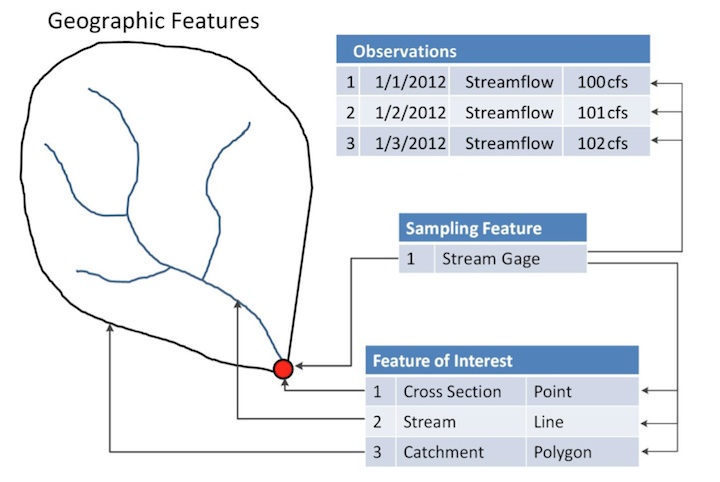 Geographic Features
Observations
1 1/1/2012 Streamflow 100cfs
2 1/2/2012 Streamflow 101cfs
3 1/3/2012 Streamflow 102cfs
Sampling Feature
1 Stream Gage
Feature of Interest
1 Cross Section Point
2 Stream Line
3 Catchment Polygon